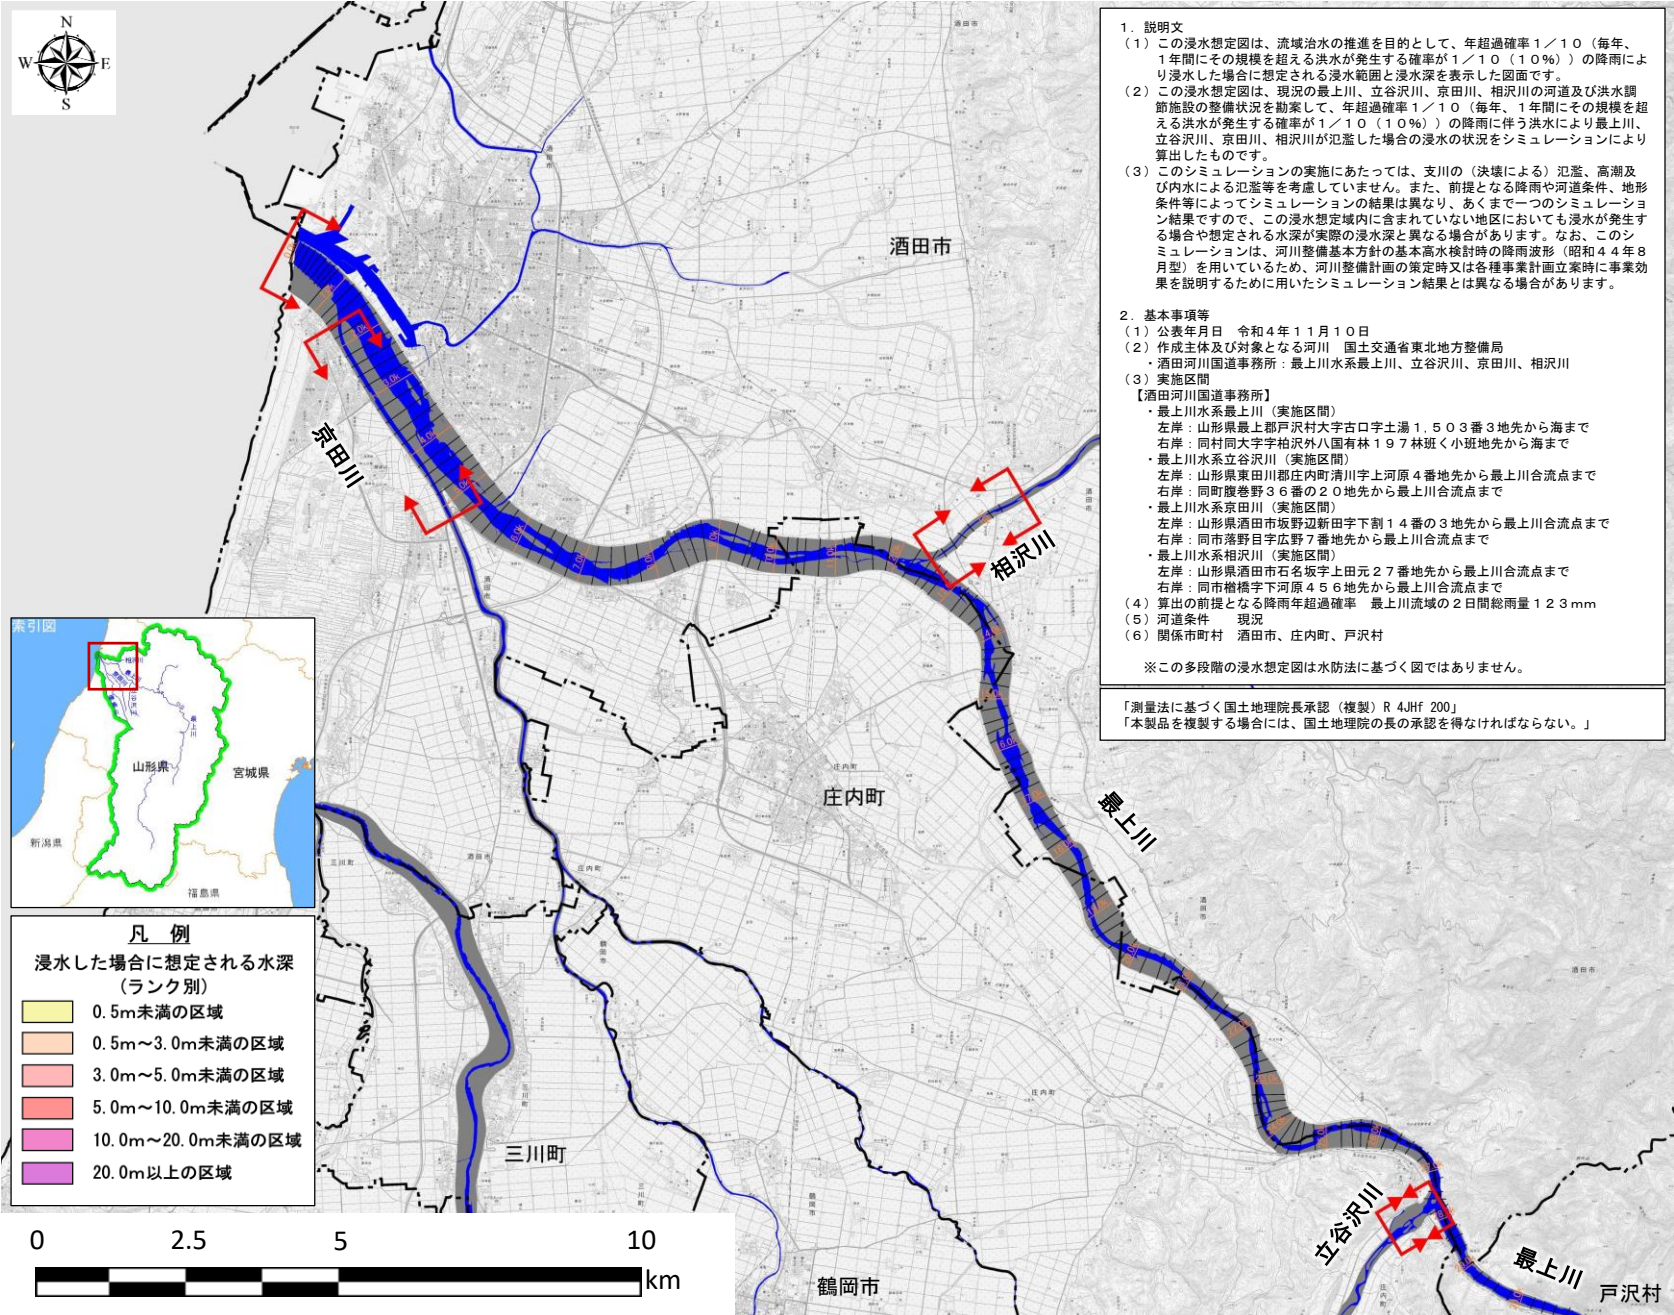 N
W
E
S
1．説明文
（1）この浸水想定図は、流域治水の推進を目的として、年超過確率1／10（毎年、
1年間にその規模を超える洪水が発生する確率が1／10（10%））の降雨によ
り浸水した場合に想定される浸水範囲と浸水深を表示した図面です。
（2）この浸水想定図は、現況の最上川、立谷沢川、京田川、相沢川の河道及び洪水調
節施設の整備状況を勘案して、年超過確率1／10（毎年、1年間にその規模を超
える洪水が発生する確率が1／10（10%））の降雨に伴う洪水により最上川、
立谷沢川、京田川、相沢川が氾濫した場合の浸水の状況をシミュレーションにより
算出したものです。
（3）このシミュレーションの実施にあたっては、支川の（決壊による）氾濫、高潮及
び内水による氾濫等を考慮していません。また、前提となる降雨や河道条件、地形
条件等によってシミュレーションの結果は異なり、あくまで一つのシミュレーショ
ン結果ですので、この浸水想定域内に含まれていない地区においても浸水が発生す
る場合や想定される水深が実際の浸水深と異なる場合があります。なお、このシ
ミュレーションは、河川整備基本方針の基本高水検討時の降雨波形（昭和44年8
月型）を用いているため、河川整備計画の策定時又は各種事業計画立案時に事業効
果を説明するために用いたシミュレーション結果とは異なる場合があります。
2．基本事項等
（1）公表年月日　令和4年11月10日
（2）作成主体及び対象となる河川　国土交通省東北地方整備局
・酒田河川国道事務所：最上川水系最上川、立谷沢川、京田川、相沢川
（3）実施区間
【酒田河川国道事務所】
・最上川水系最上川（実施区間）
左岸：山形県最上郡戸沢村大字古口字土湯1,503番3地先から海まで
右岸：同村同大字字柏沢外八国有林197林班く小班地先から海まで
・最上川水系立谷沢川（実施区間）
左岸：山形県東田川郡庄内町清川字上河原4番地先から最上川合流点まで
右岸：同町腹巻野36番の20地先から最上川合流点まで
・最上川水系京田川（実施区間）
左岸：山形県酒田市坂野辺新田字下割14番の3地先から最上川合流点まで
右岸：同市落野目字広野7番地先から最上川合流点まで
・最上川水系相沢川（実施区間）
左岸：山形県酒田市石名坂字上田元27番地先から最上川合流点まで
右岸：同市楢橋字下河原456地先から最上川合流点まで
（4）算出の前提となる降雨年超過確率　最上川流域の2日間総雨量123mm
（5）河道条件　現況
（6）関係市町村　酒田市、庄内町、戸沢村
※この多段階の浸水想定図は水防法に基づく図ではありません。
「測量法に基づく国土地理院長承認（複製）R 4JHf 200」
「本製品を複製する場合には、国土地理院の長の承認を得なければならない。」
酒田市
京田川
相沢川
庄内町
最上川
三川町
鶴岡市
立谷沢川
最上川
戸沢村
索引図
山形県
宮城県
新潟県
福島県
凡　例
浸水した場合に想定される水深
（ランク別）
0.5m未満の区域
0.5m～3.0m未満の区域
3.0m～5.0m未満の区域
5.0m～10.0m未満の区域
10.0m～20.0m未満の区域
20.0m以上の区域
0
2.5
5
10
km